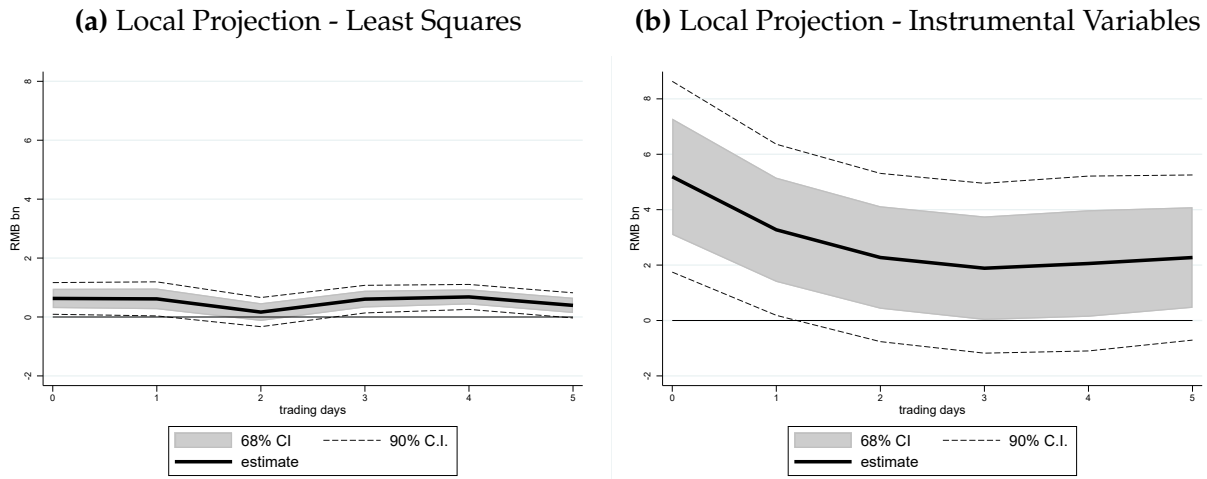 (a) Local Projection - Least Squares
RMB bn
8
6
4
2
0
-2
0 1 2 3 4 5
trading days
68% CI 90% C.I.
estimate
(b) Local Projection - Instrumental Variables
RMB bn
8
6
4
2
0
-2
0 1 2 3 4 5
trading days
68% CI 90% C.I.
estimate